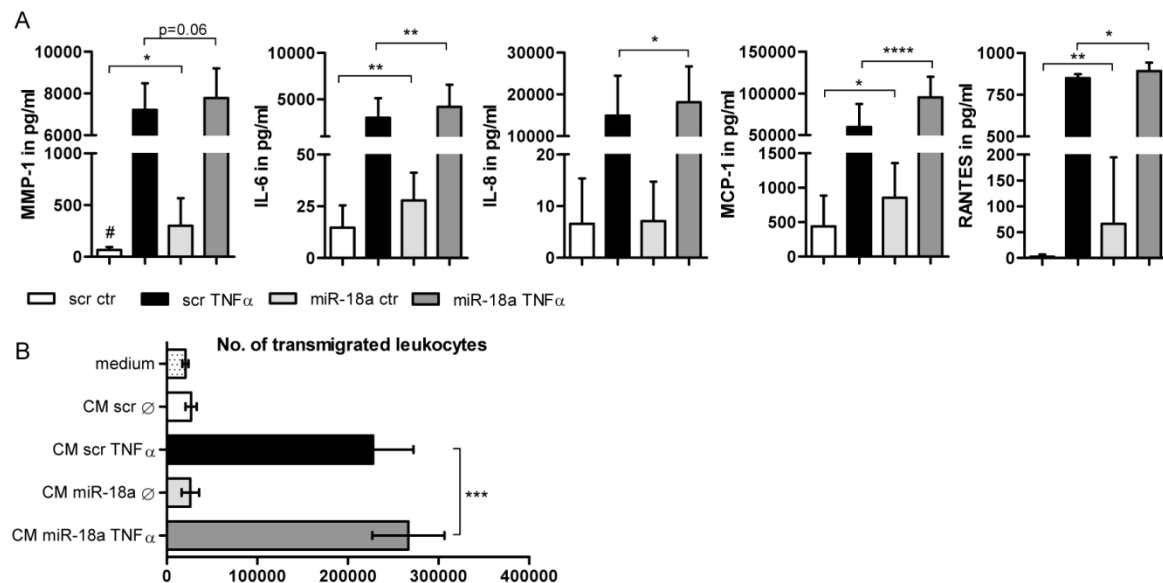 A
p=0.06
*
MMP-1 in pg/ml
10000
8000
6000
1000
500
0
#
**
**
IL-6 in pg/ml
10000
5000
0
50
25
0
*
IL-8 in pg/ml
30000
20000
10000
20
10
0
****
*
MCP-1 in pg/ml
150000
100000
50000
1500
1000
500
0
*
**
RANTES in pg/ml
1000
750
500
200
150
100
50
0
scr ctr scr TNFα miR-18a ctr miR-18a TNFα
B
No. of transmigrated leukocytes
medium
CM scr ∅
CM scr TNFα
CM miR-18a ∅
CM miR-18a TNFα
***
0 100000 200000 300000 400000